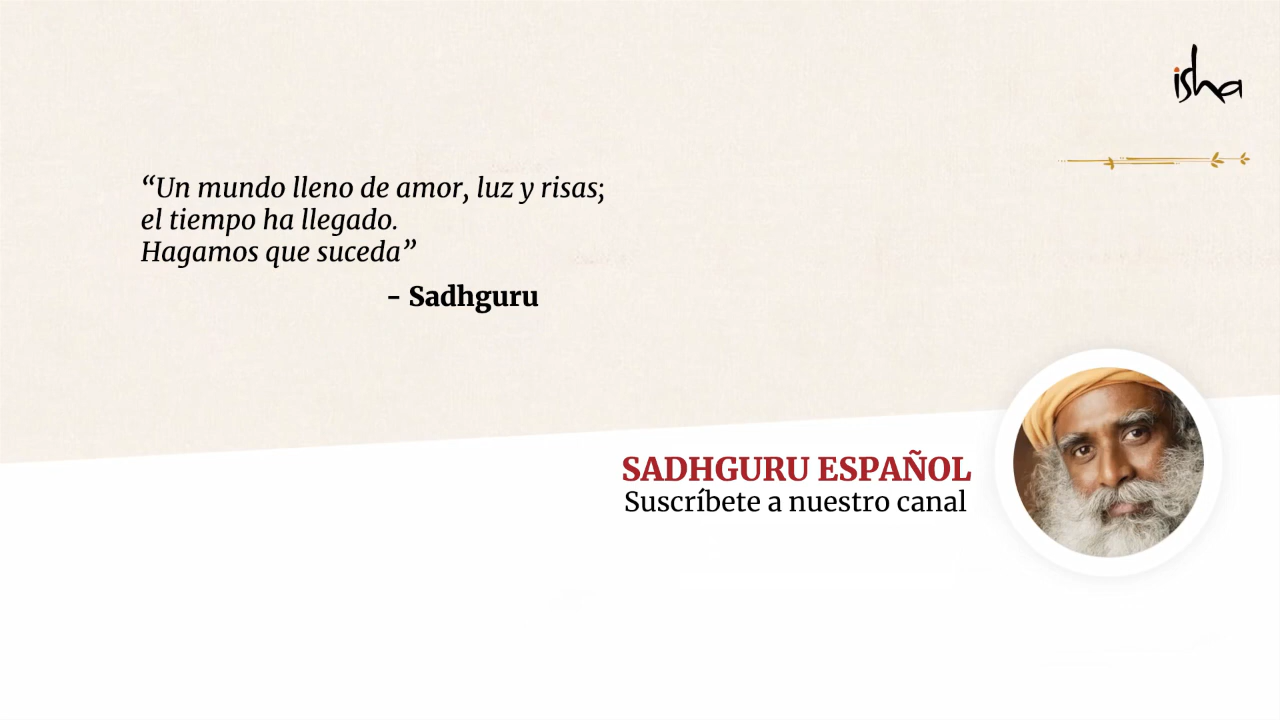 isha
“Un mundo lleno de amor, luz y risas;
el tiempo ha llegado.
Hagamos que suceda”
- Sadhguru
SADHGURU ESPAÑOL
Suscríbete a nuestro canal